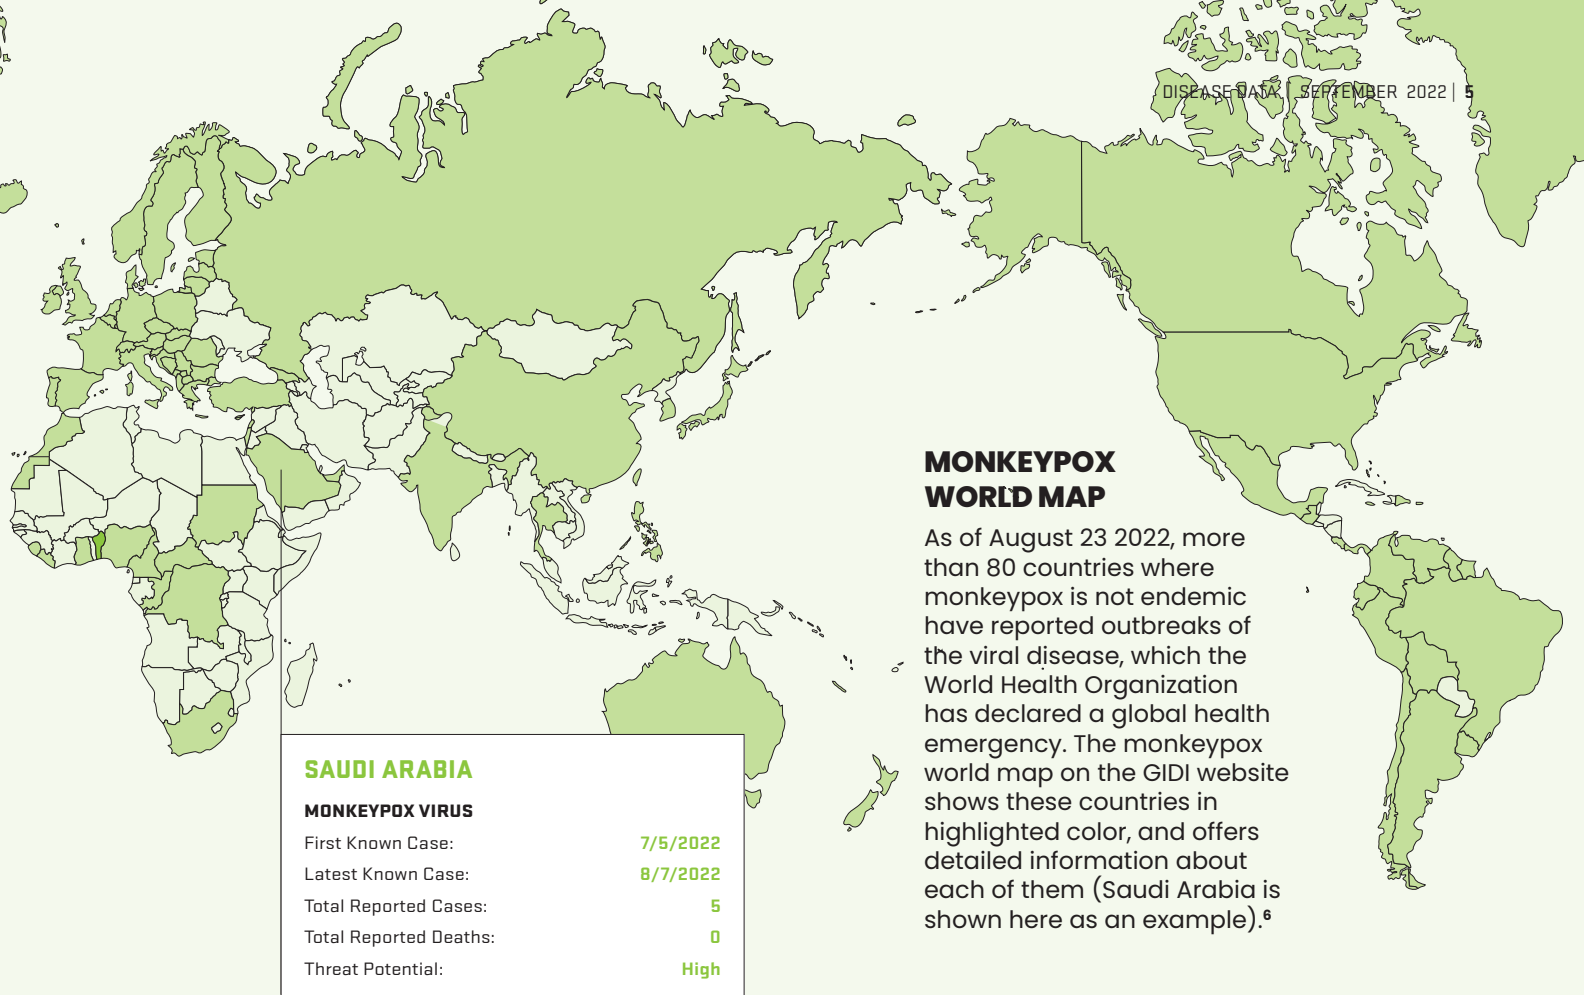 DISEASE DATA | SEPTEMBER 2022 | 5
MONKEYPOX
WORLD MAP
As of August 23 2022, more
than 80 countries where
monkeypox is not endemic
have reported outbreaks of
the viral disease, which the
World Health Organization
has declared a global health
emergency. The monkeypox
world map on the GIDI website
shows these countries in
highlighted color, and offers
detailed information about
each of them (Saudi Arabia is
shown here as an example).6
SAUDI ARABIA
MONKEYPOX VIRUS
First Known Case: 7/5/2022
Latest Known Case: 8/7/2022
Total Reported Cases: 5
Total Reported Deaths: 0
Threat Potential: High